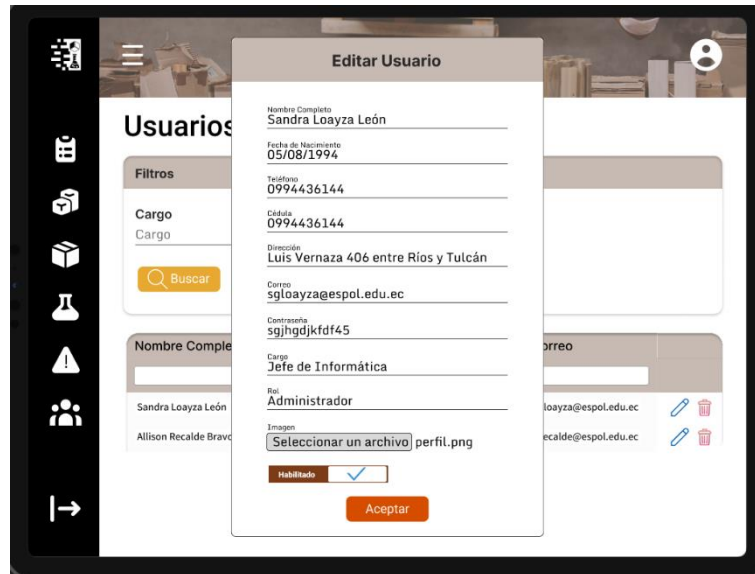 Editar Usuario
Usuarios
Filtros
Cargo
Cargo
Buscar
Nombre Completo
Sandra Loayza León
Fecha de Nacimiento
05/08/1994
Teléfono
0994436144
Cédula
0994436144
Dirección
Luis Vernaza 406 entre Ríos y Tulcán
Correo
sgloayza@espol.edu.ec
Contraseña
sgjhgdjkfdf45
Cargo
Jefe de Informática
Rol
Administrador
Imagen
Seleccionar un archivo perfil.png
Habilitado
Aceptar
Nombre Comple orreo
Sandra Loayza León loayza@espol.edu.ec
Allison Recalde Bravo ecalde@espol.edu.ec